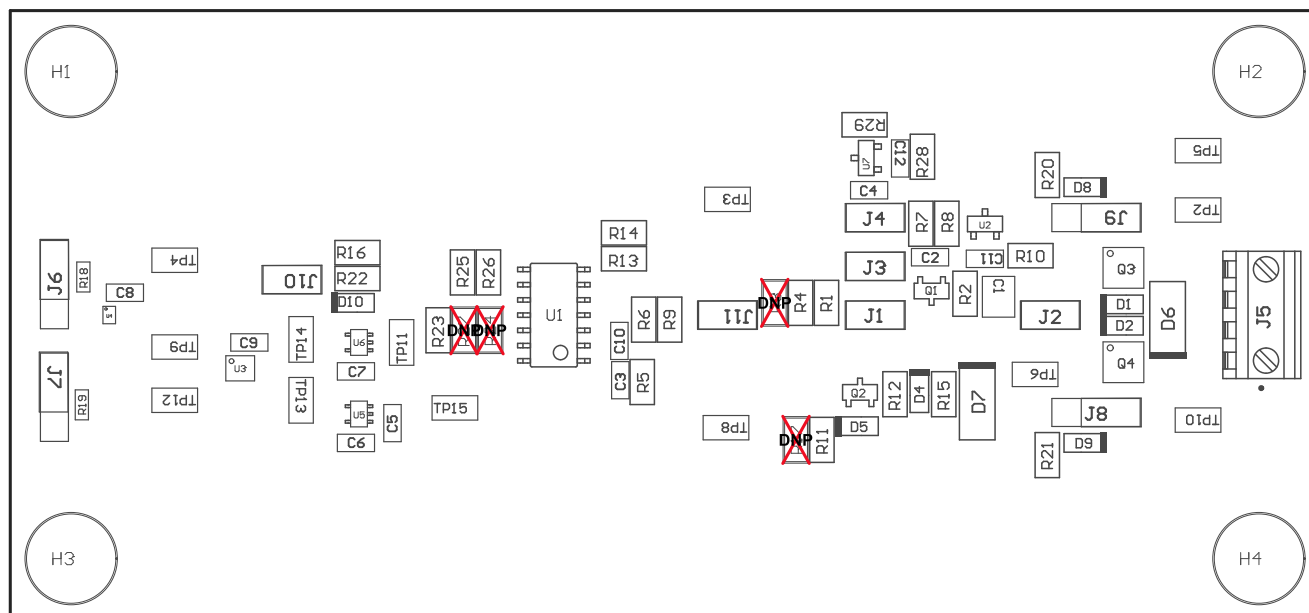 H1
H2
R29
U7
C12
R28
TP5
R20
D8
C4
TP3
J4
R7
R8
U2
J9
TP2
R14
R13
J6
R18
TP4
R16
R22
J10
D10
R25
R26
C8
J3
C2
C11
R10
Q3
U1
DNP
R4
R1
Q1
R2
C1
D1
D2
D6
J5
J11
J1
J2
R23
DNP
DNP
R6
R9
C10
TP14
TP11
U6
C9
TP9
U3
C7
J7
R19
TP12
TP13
U5
C5
C6
TP15
C3
R5
Q4
TP6
Q2
R12
D4
R15
D7
J8
TP8
DNP
R11
D5
TP10
R21
D9
H3
H4